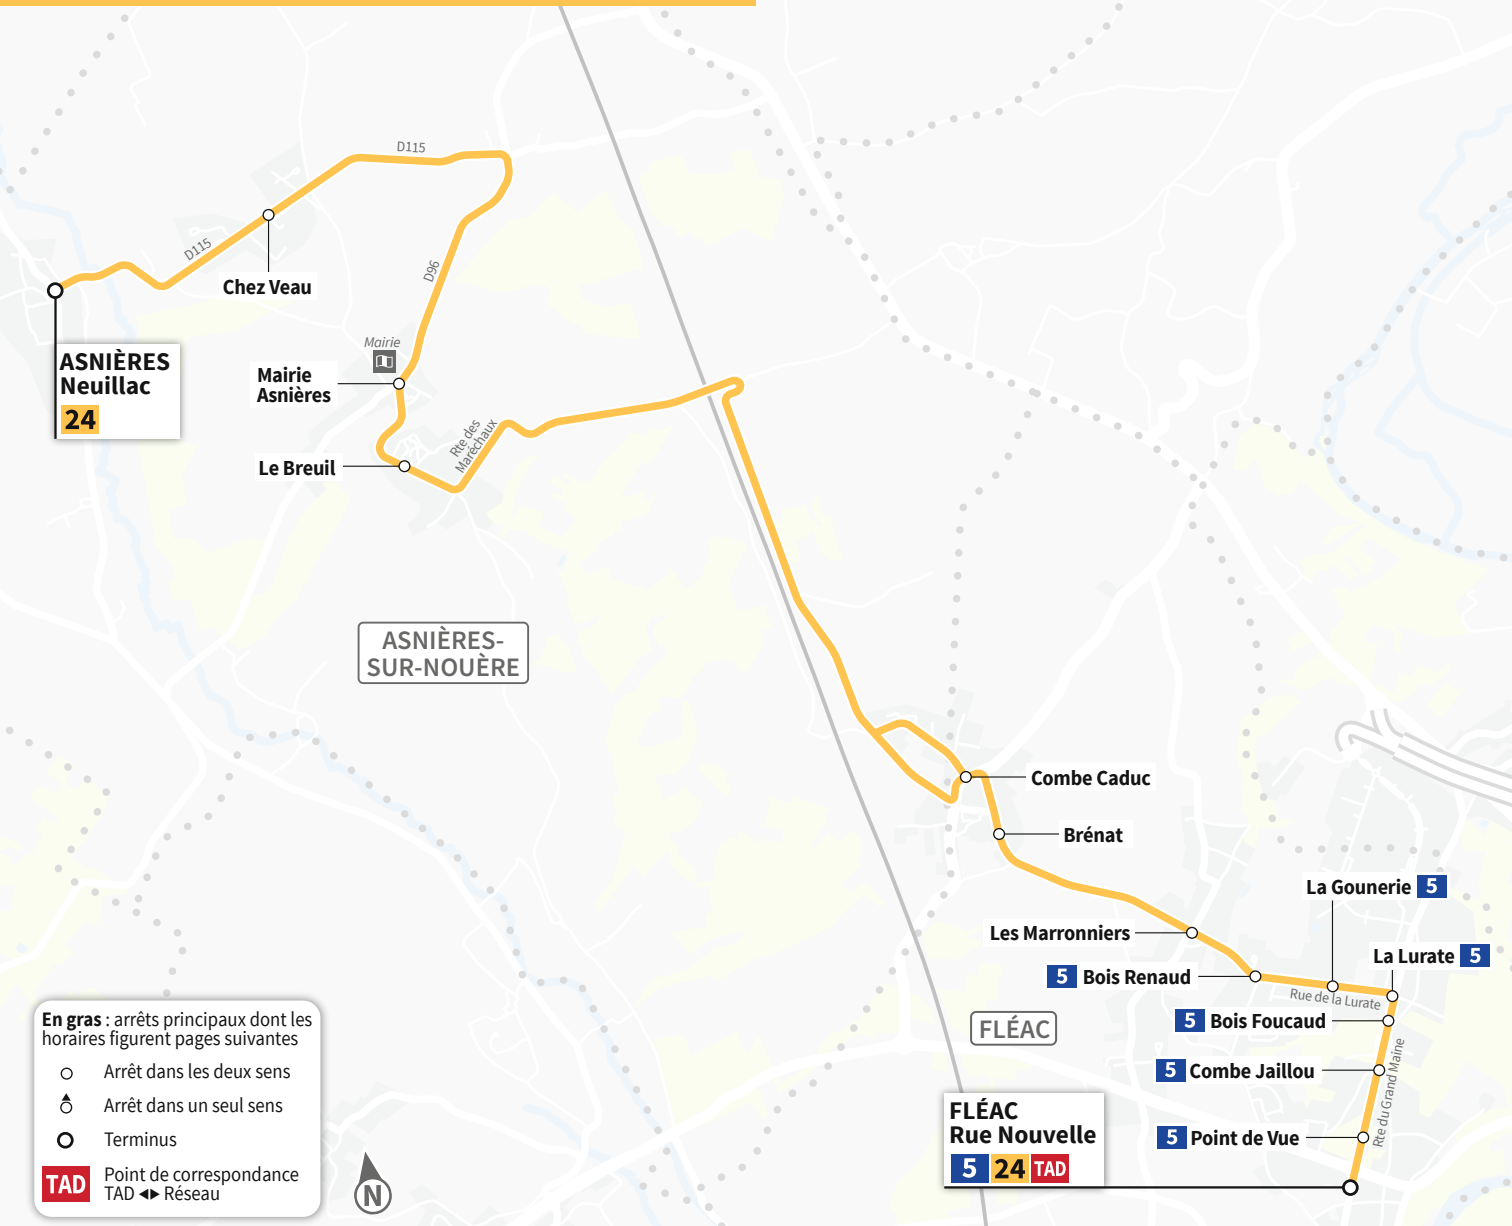 D115
D115
Chez Veau
D96
ASNIÈRES
Neuillac
24
Mairie
Mairie
Asnières
Le Breuil
Rte des
Maréchaux
ASNIÈRES-
SUR-NOUÈRE
Combe Caduc
Brénat
La Gounerie 5
Les Marronniers
La Lurate 5
5 Bois Renaud
Rue de la Lurate
5 Bois Foucaud
FLÉAC
5 Combe Jaillou
Rte du Grand Maine
5 Point de Vue
FLÉAC
Rue Nouvelle
5 24 TAD
En gras : arrêts principaux dont les
horaires figurent pages suivantes
Arrêt dans les deux sens
Arrêt dans un seul sens
Terminus
TAD Point de correspondance
TAD ◀▶ Réseau
N